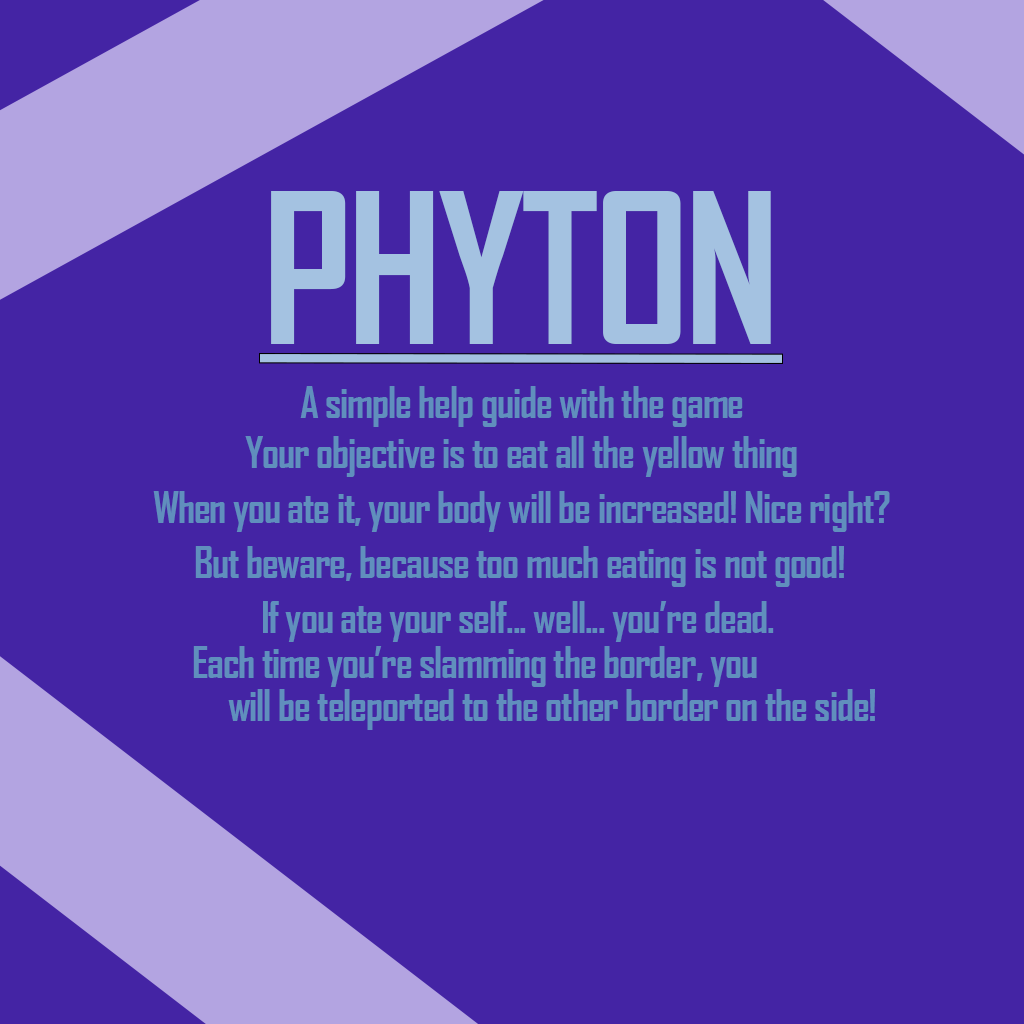 PHYTON
A simple help guide with the game
Your objective is to eat all the yellow thing
When you ate it, your body will be increased! Nice right?
But beware, because too much eating is not good!
If you ate your self... well... you're dead.
Each time you're slamming the border, you
will be teleported to the other border on the side!